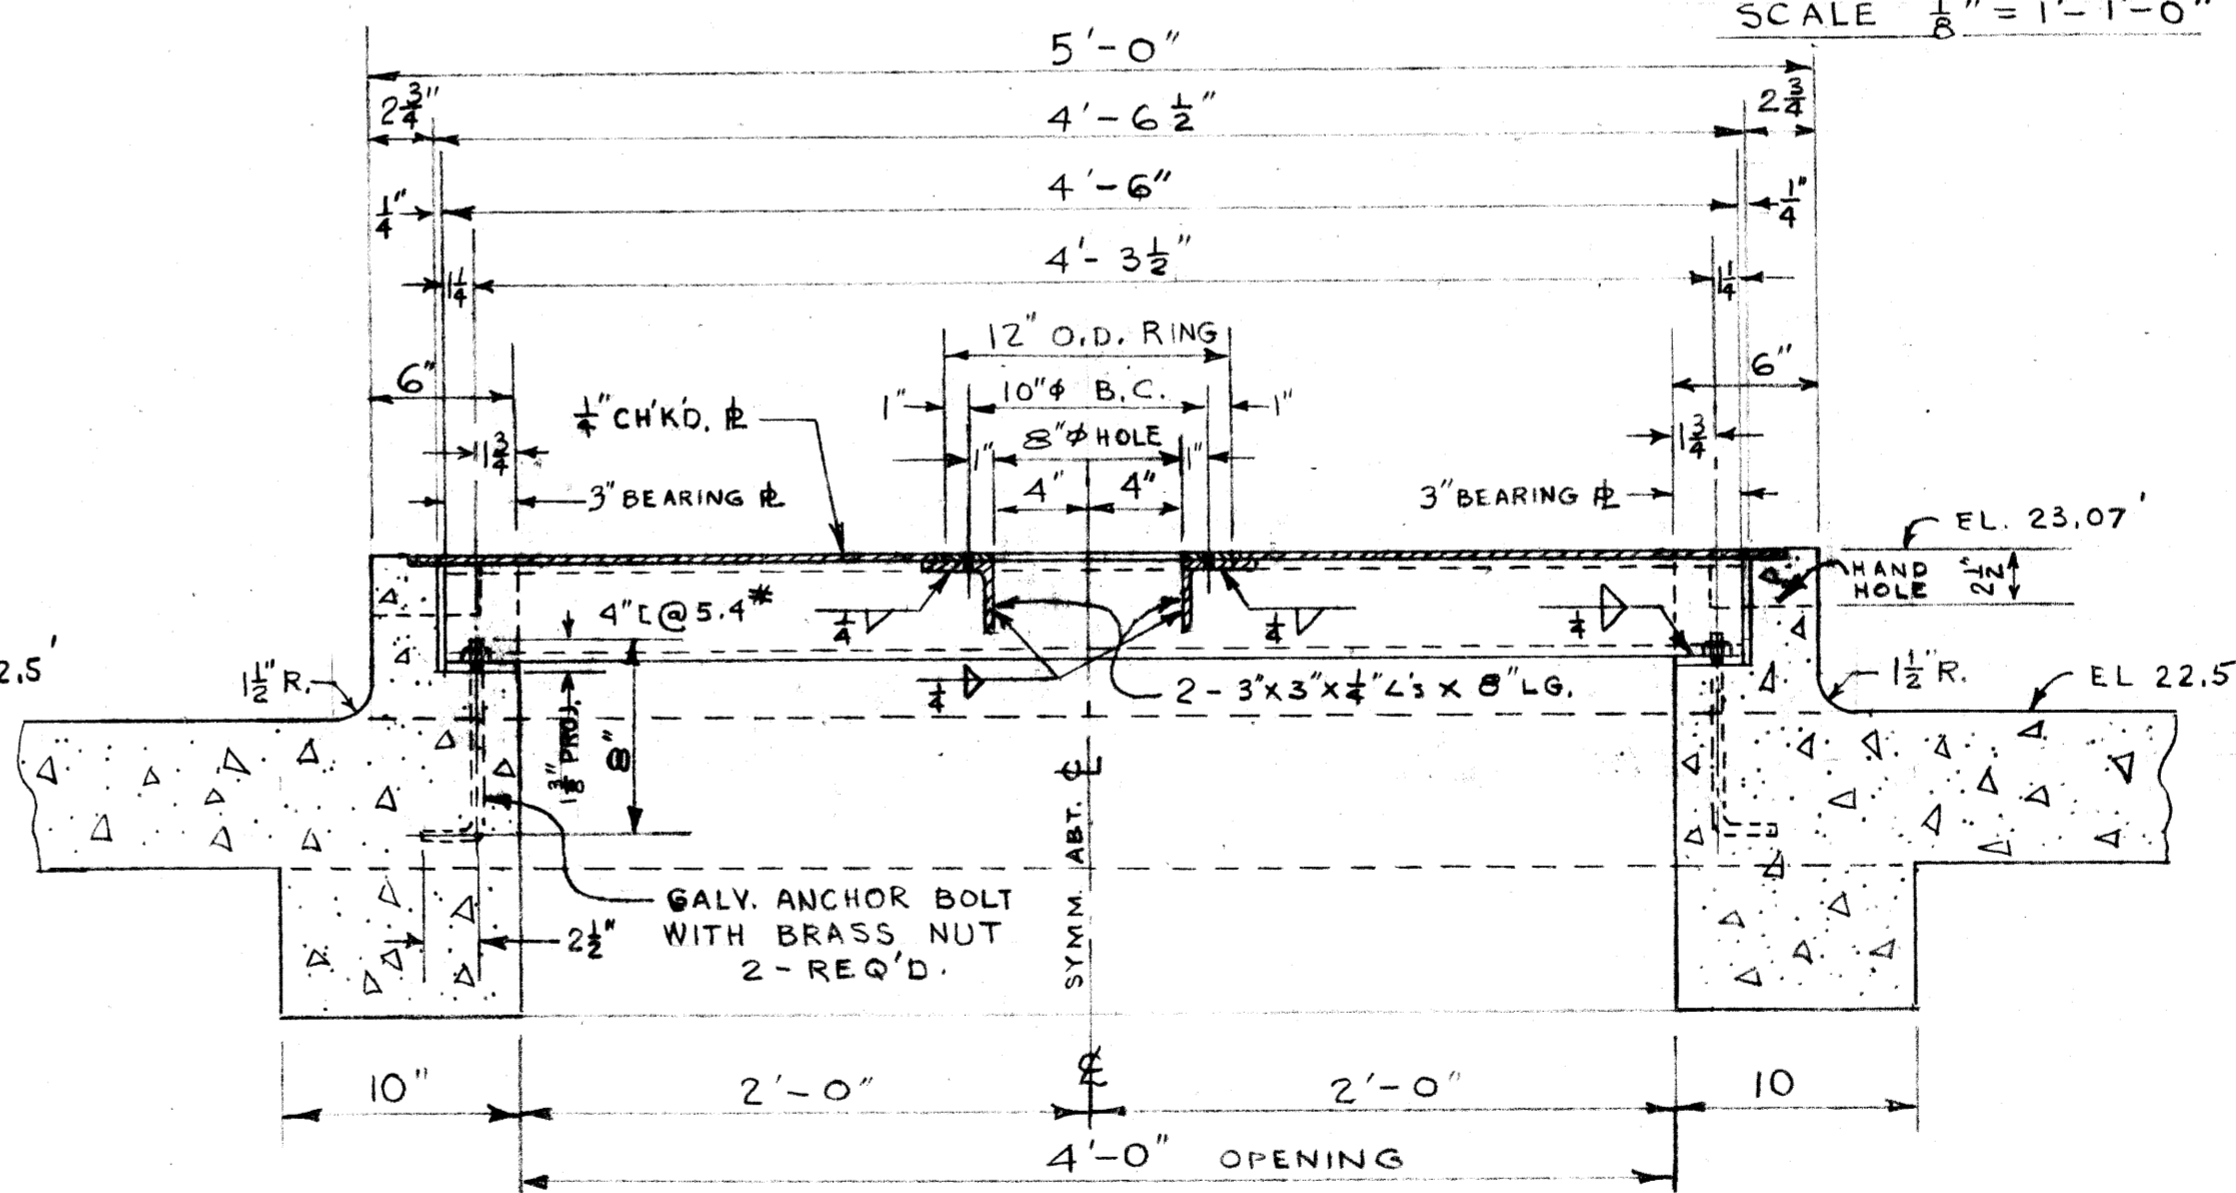 SCALE 1/8" = 1'-1'-0"
5'-0"
2 3/4"
4'-6 1/2"
2 3/4
1/4"
4'-6"
1/4"
1 1/4
4'-3 1/2"
1 1/4
12" O.D. RING
6"
6"
1"
10"φ B.C.
1"
1/4" CH'K'D. ℄
1"
8"φ HOLE
1"
1 3/4
1 3/4
4"
4"
3" BEARING ℄
3" BEARING ℄
EL. 23.07'
HAND
HOLE
2 1/2"
4"[@5.4#
1/4
1/4
1/4
2.5'
1 1/2" R.
1/4
2 - 3"X3"X1/4" L'S X 8" LG.
1 1/2" R.
EL 22.5
1 3/8" PROJ.
8"
SYMM. ABT. ℄
GALV. ANCHOR BOLT
WITH BRASS NUT
2 - REQ'D.
2 1/2"
10"
2'-0"
℄
2'-0"
10
4'-0" OPENING